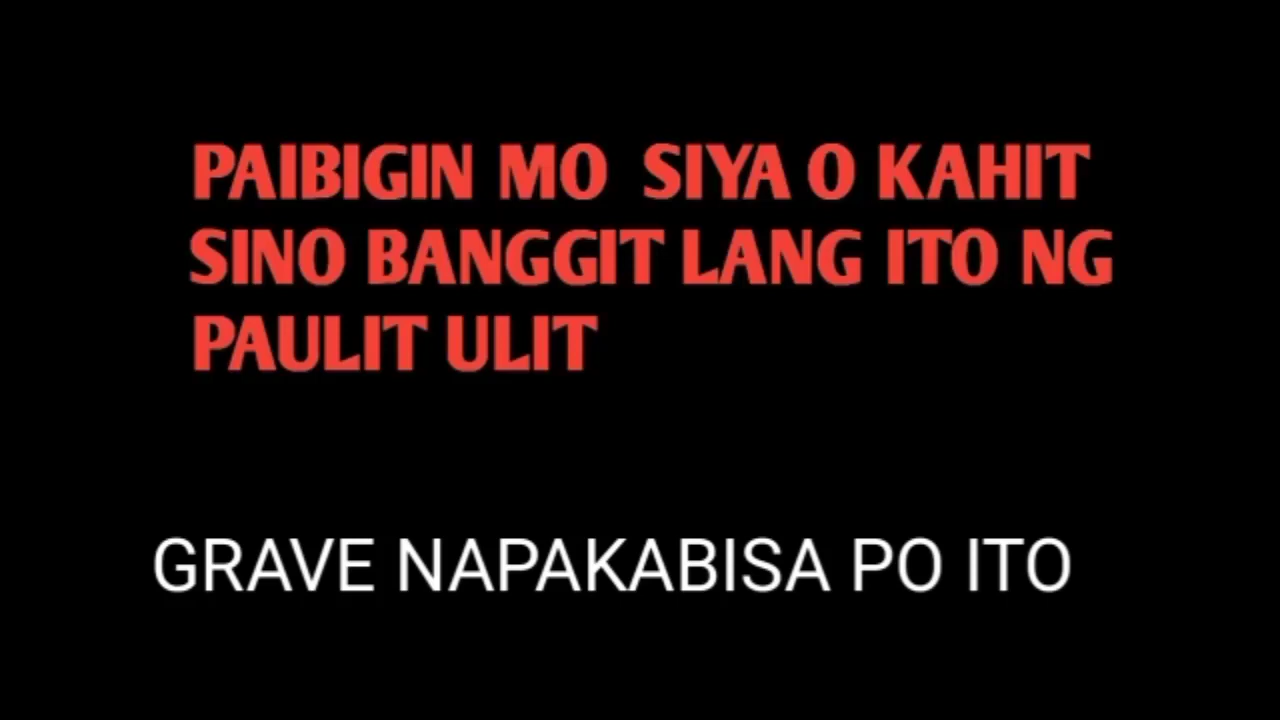 PAIBIGIN MO SIYA O KAHIT
SINO BANGGIT LANG ITO NG
PAULIT ULIT
GRAVE NAPAKABISA PO ITO